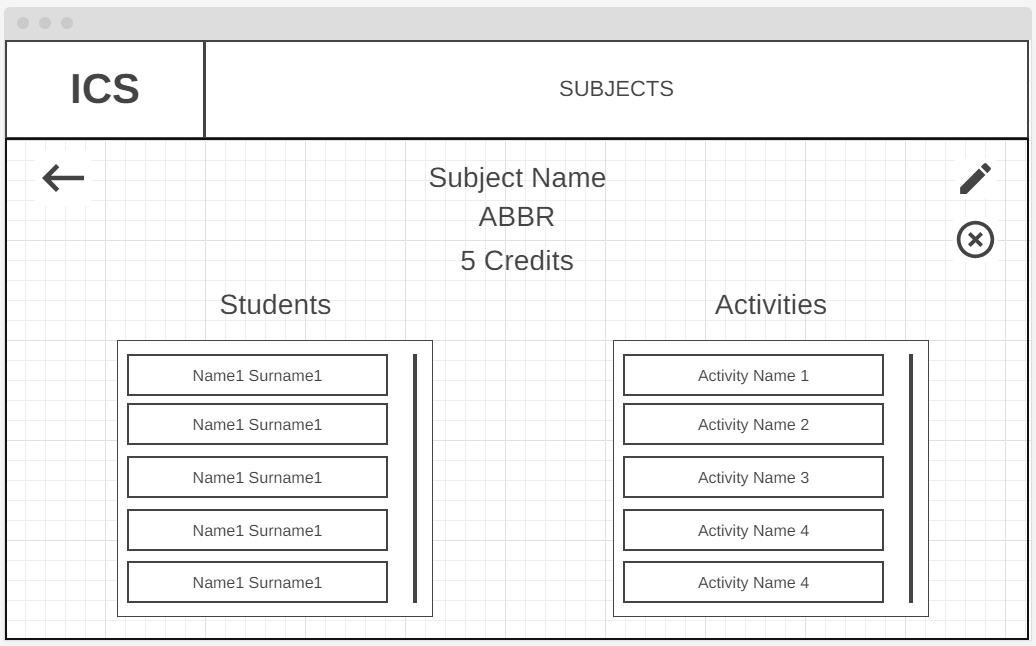 ICS
SUBJECTS
Subject Name
ABBR
5 Credits
Students
Name1 Surname1
Name1 Surname1
Name1 Surname1
Name1 Surname1
Name1 Surname1
Activities
Activity Name 1
Activity Name 2
Activity Name 3
Activity Name 4
Activity Name 4